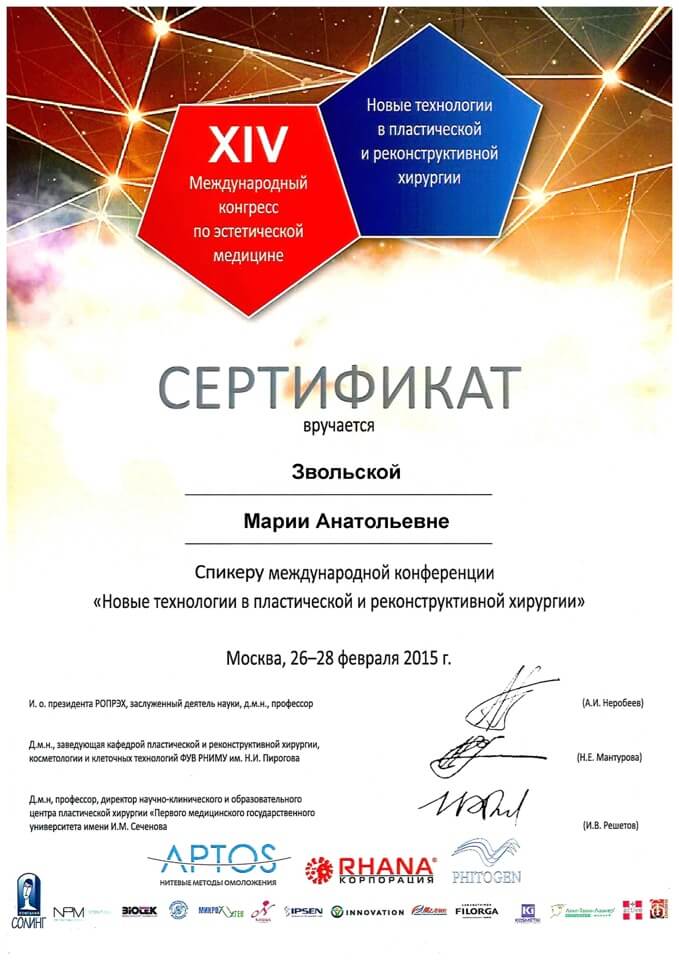 XIV
Международный
конгресс
по эстетической
медицине
Новые технологии
в пластической
и реконструктивной
хирургии
СЕРТИФИКАТ
вручается
Звольской
Марии Анатольевне
Спикеру международной конференции
«Новые технологии в пластической и реконструктивной хирургии»
Москва, 26–28 февраля 2015 г.
И. о. президента РОПРЭХ, заслуженный деятель науки, д.м.н., профессор
(А.И. Неробеев)
Д.м.н., заведующая кафедрой пластической и реконструктивной хирургии,
косметологии и клеточных технологий ФУВ РНИМУ им. Н.И. Пирогова
(Н.Е. Мантурова)
Д.м.н, профессор, директор научно-клинического и образовательного
центра пластической хирургии «Первого медицинского государственного
университета имени И.М. Сеченова
(И.В. Решетов)
APTOS
НИТЕВЫЕ МЕТОДЫ ОМОЛОЖЕНИЯ
RHANA®
КОРПОРАЦИЯ
PHITOGEN
СОЛИНГ
NPM
BIOTEK
IPSEN
INNOVATION
FILORGA
KOSMETIK
active